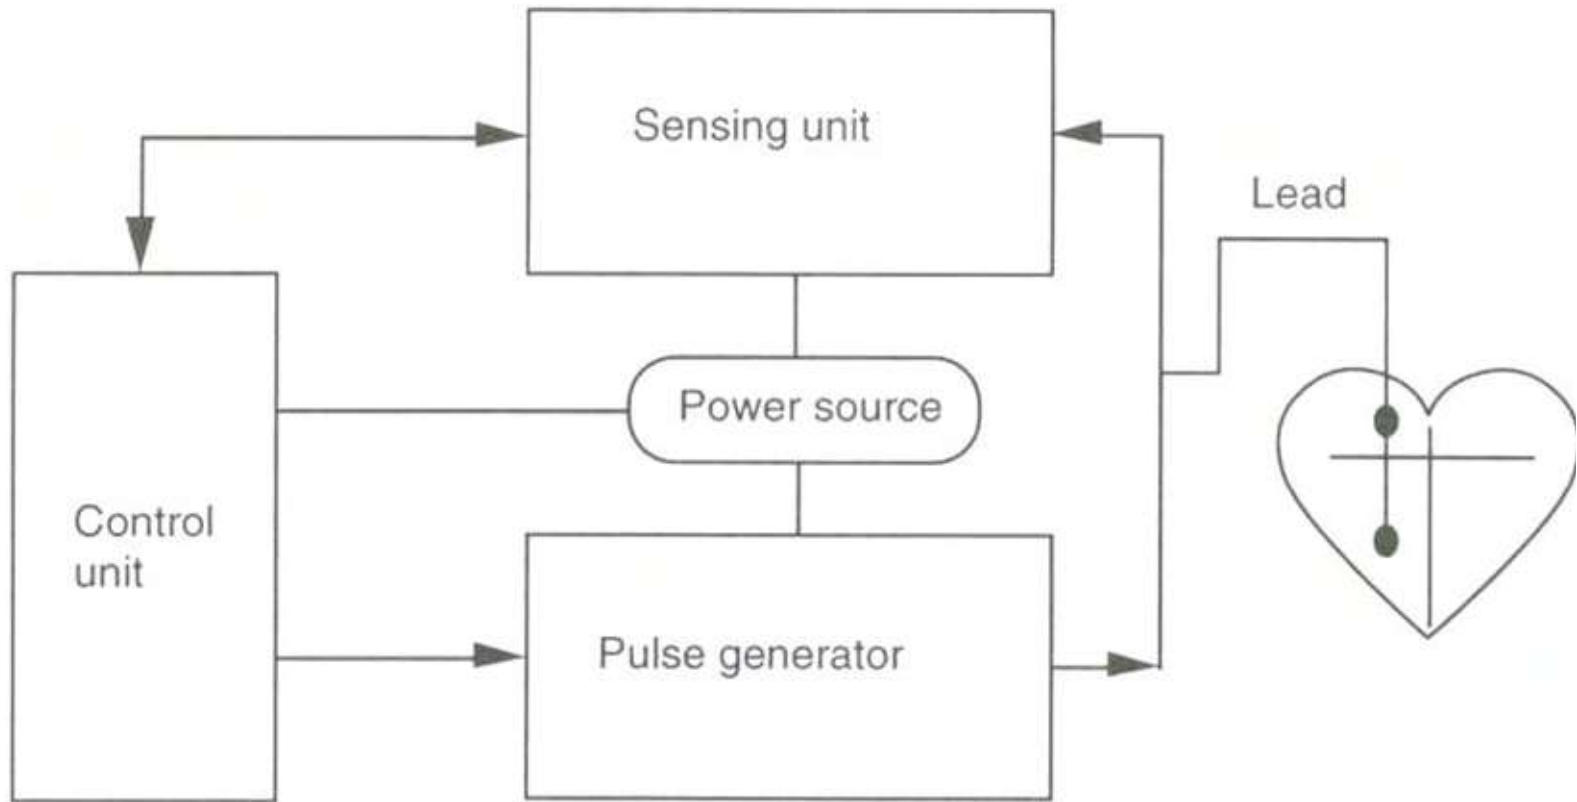 Sensing unit
Lead
Power source
Control
unit
Pulse generator